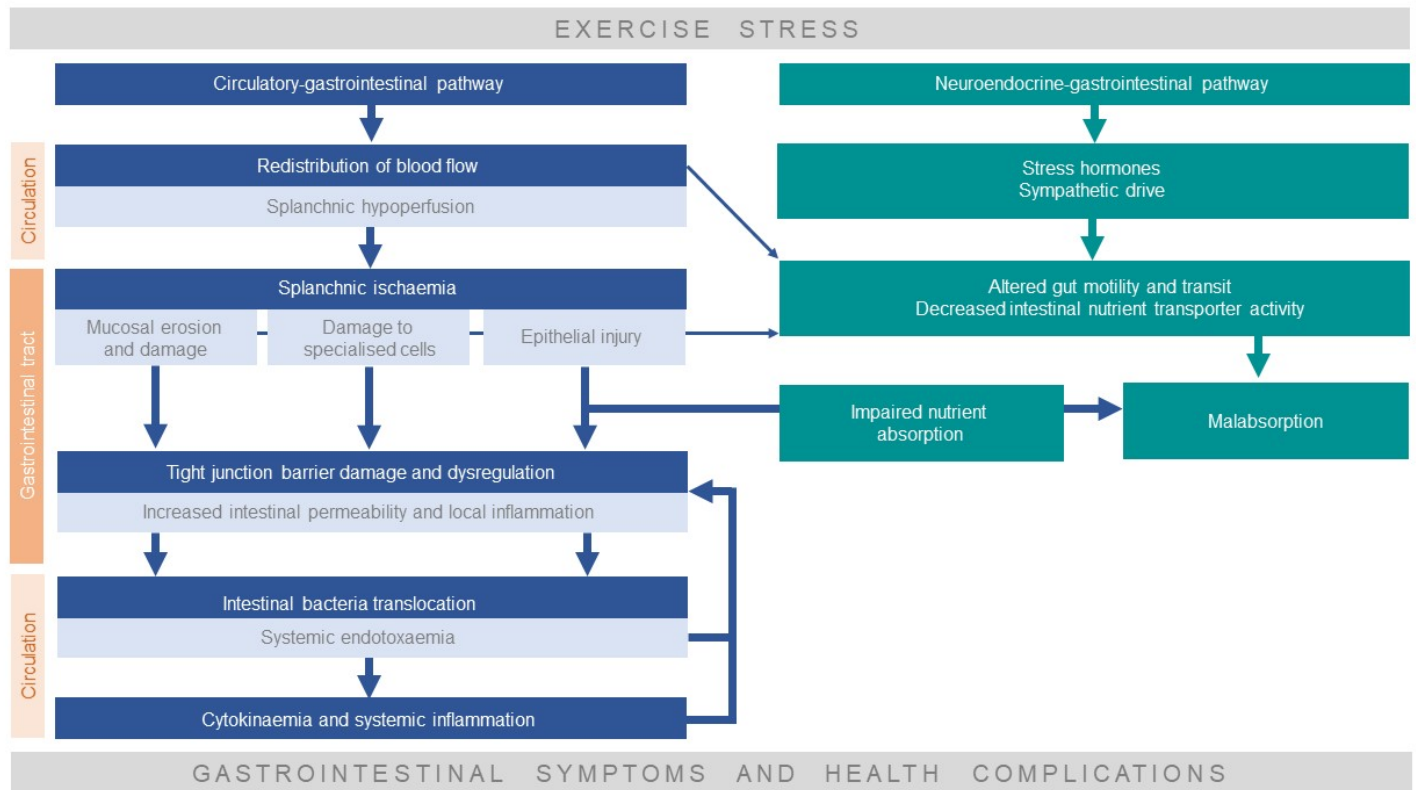 EXERCISE STRESS
Circulatory-gastrointestinal pathway
Neuroendocrine-gastrointestinal pathway
Circulation
Redistribution of blood flow
Splanchnic hypoperfusion
Stress hormones
Sympathetic drive
Gastrointestinal tract
Splanchnic ischaemia
Mucosal erosion
and damage
Damage to
specialised cells
Epithelial injury
Altered gut motility and transit
Decreased intestinal nutrient transporter activity
Impaired nutrient
absorption
Malabsorption
Tight junction barrier damage and dysregulation
Increased intestinal permeability and local inflammation
Circulation
Intestinal bacteria translocation
Systemic endotoxaemia
Cytokinaemia and systemic inflammation
GASTROINTESTINAL SYMPTOMS AND HEALTH COMPLICATIONS